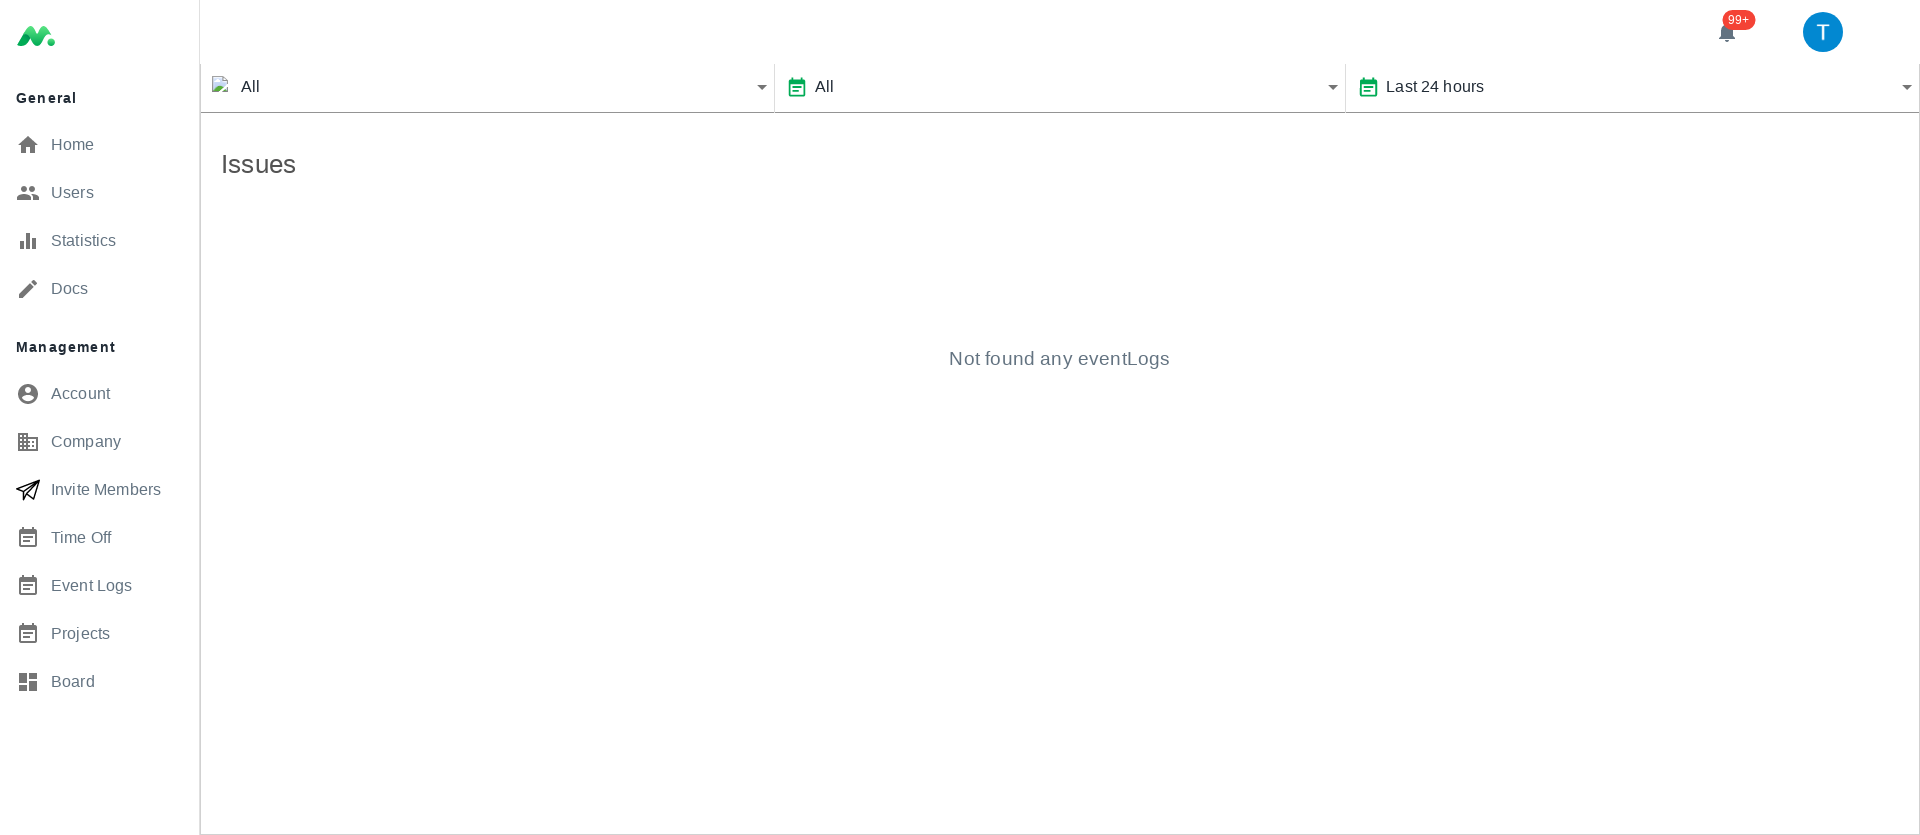 99+
T
General
Home
Users
Statistics
Docs
Management
Account
Company
Invite Members
Time Off
Event Logs
Projects
Board
All
All
Last 24 hours
Issues
Not found any eventLogs